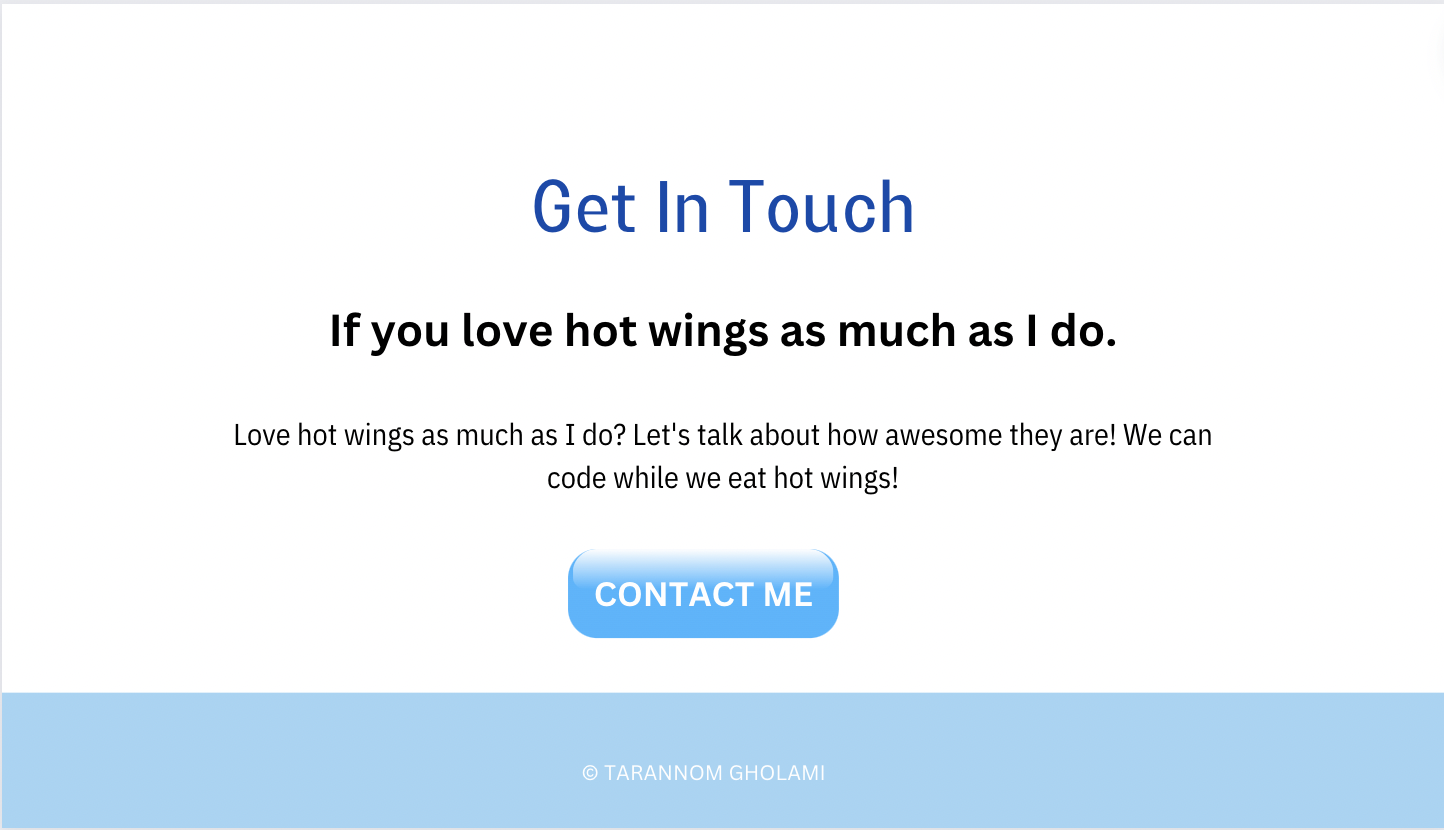 Get In Touch
If you love hot wings as much as I do.
Love hot wings as much as I do? Let's talk about how awesome they are! We can
code while we eat hot wings!
CONTACT ME
© TARANNOM GHOLAMI